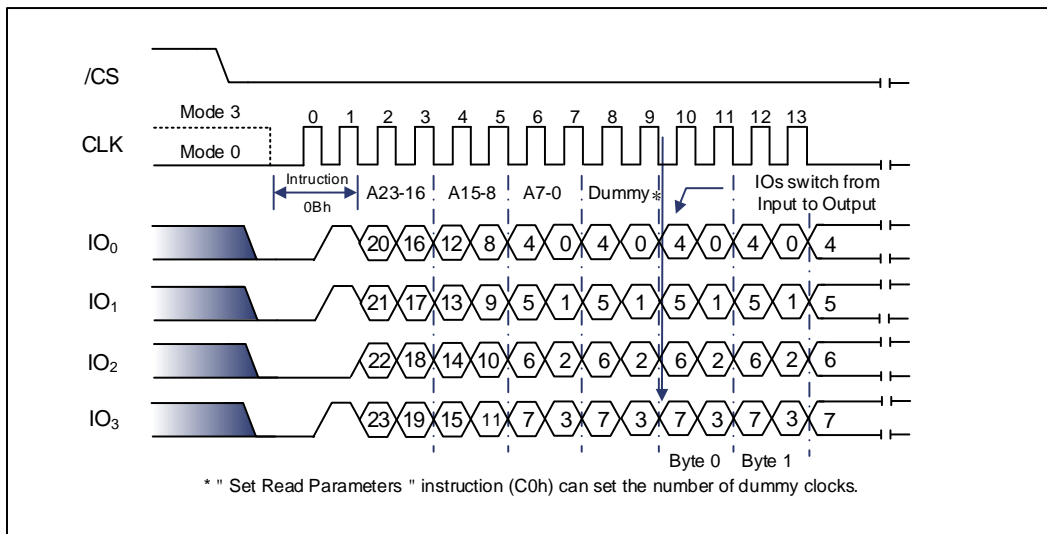 /CS
Mode 3
0 1 2 3 4 5 6 7 8 9 10 11 12 13
CLK
Mode 0
Intruction
0Bh
A23-16 A15-8 A7-0 Dummy*
IOs switch from
Input to Output
IO0 20 16 12 8 4 0 4 0 4 0 4 0 4
IO1 21 17 13 9 5 1 5 1 5 1 5 1 5
IO2 22 18 14 10 6 2 6 2 6 2 6 2 6
IO3 23 19 15 11 7 3 7 3 7 3 7 3 7
Byte 0 Byte 1
* " Set Read Parameters " instruction (C0h) can set the number of dummy clocks.